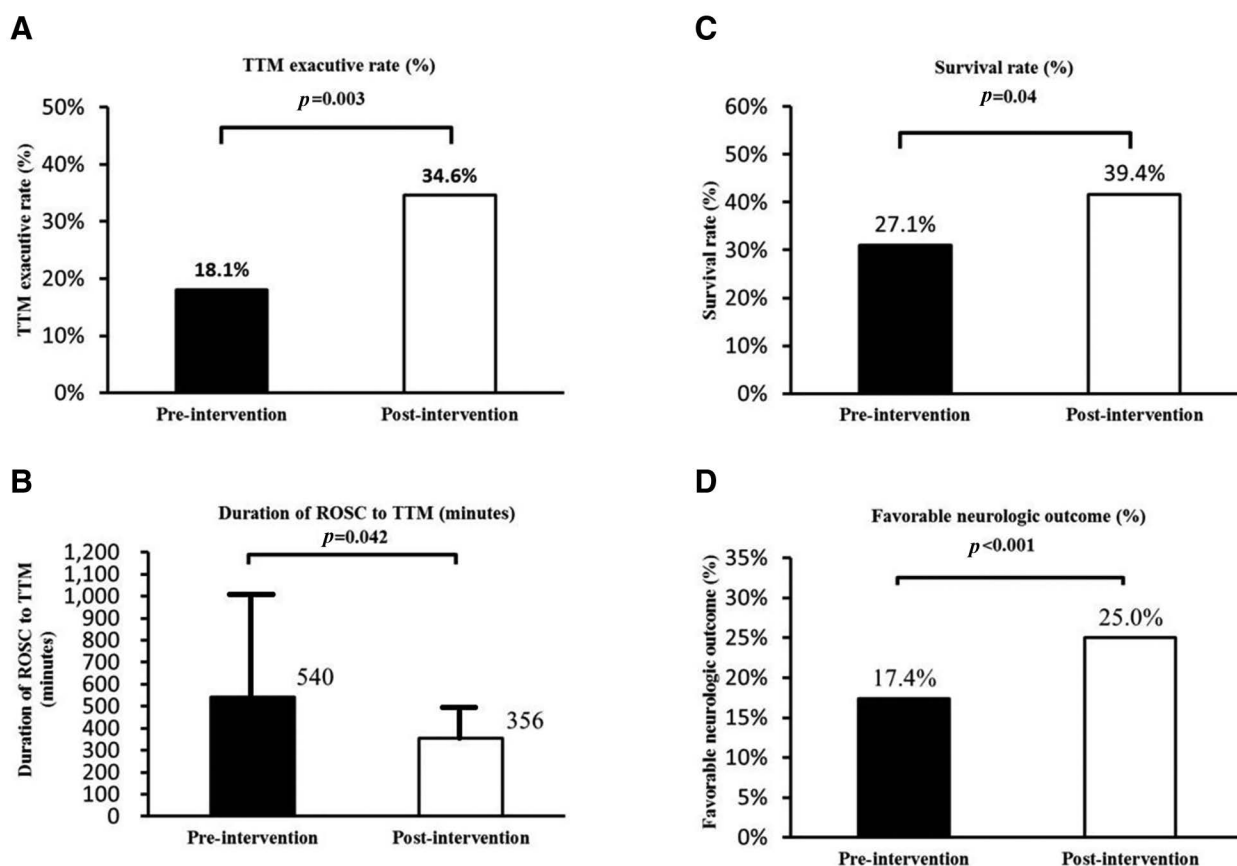 A
TTM exacutive rate (%)
p=0.003
TTM exacutive rate (%)
50%
40%
30%
20%
10%
0%
18.1%
34.6%
Pre-intervention
Post-intervention
B
Duration of ROSC to TTM (minutes)
p=0.042
Duration of ROSC to TTM
(minutes)
1,200
1,100
1,000
900
800
700
600
500
400
300
200
100
0
540
356
Pre-intervention
Post-intervention
C
Survival rate (%)
p=0.04
Survival rate (%)
60%
50%
40%
30%
20%
10%
0%
27.1%
39.4%
Pre-intervention
Post-intervention
D
Favorable neurologic outcome (%)
p<0.001
Favorable neurologic outcome (%)
35%
30%
25%
20%
15%
10%
5%
0%
17.4%
25.0%
Pre-intervention
Post-intervention